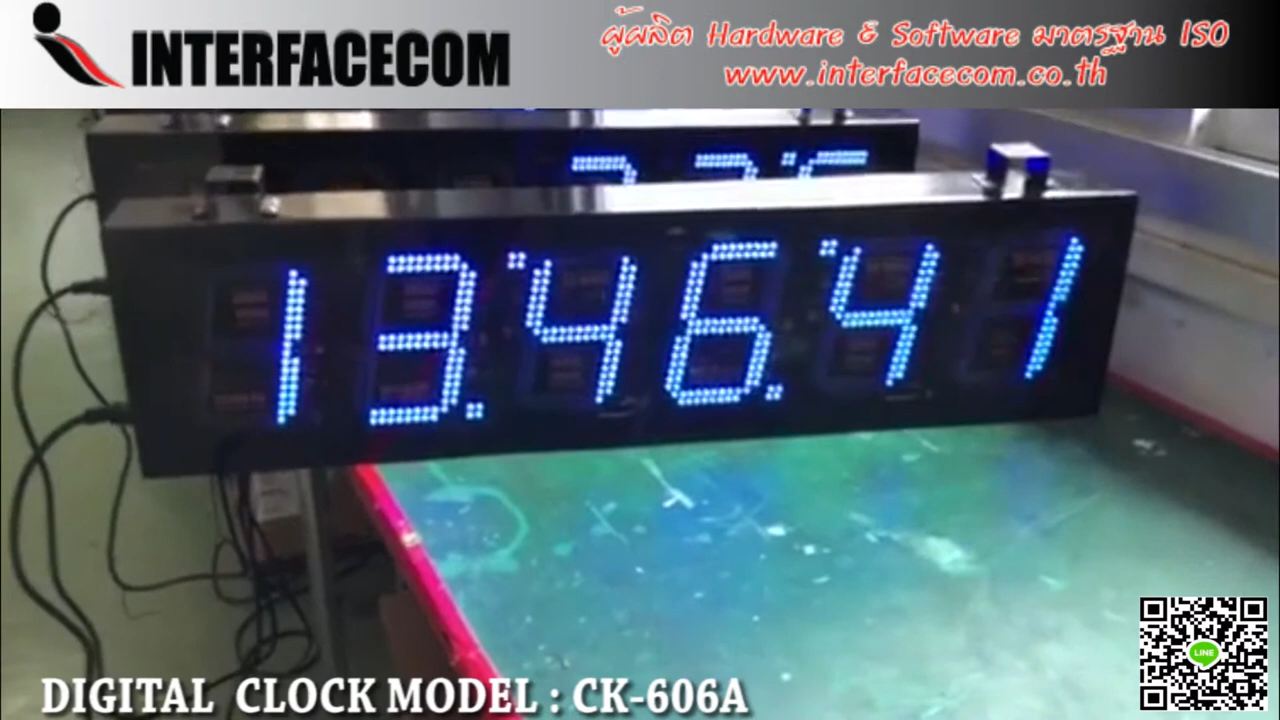 INTERFACECOM
ผู้ผลิต Hardware & Software มาตรฐาน ISO
www.interfacecom.co.th
13.46.41
DIGITAL CLOCK MODEL : CK-606A
LINE